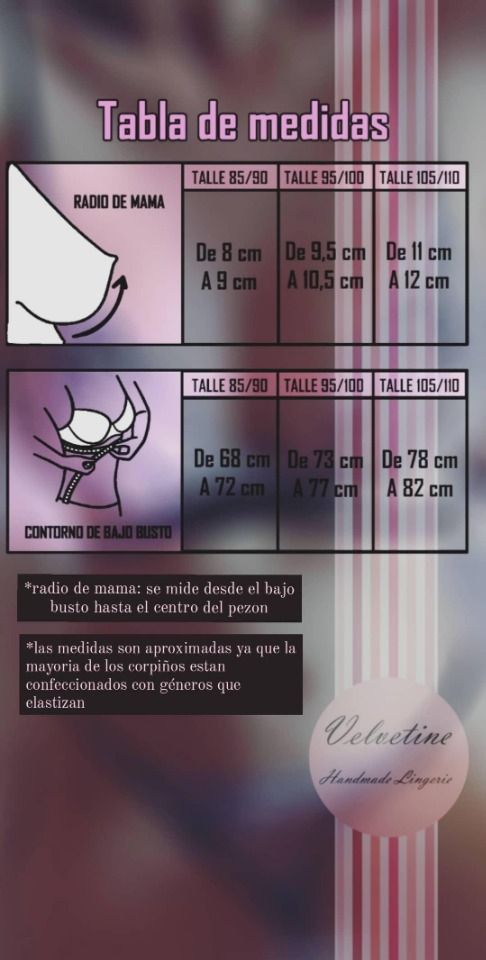 Tabla de medidas
RADIO DE MAMA
TALLE 85/90
TALLE 95/100
TALLE 105/110
De 8 cm
A 9 cm
De 9,5 cm
A 10,5 cm
De 11 cm
A 12 cm
CONTORNO DE BAJO BUSTO
TALLE 85/90
TALLE 95/100
TALLE 105/110
De 68 cm
A 72 cm
De 73 cm
A 77 cm
De 78 cm
A 82 cm
*radio de mama: se mide desde el bajo
busto hasta el centro del pezon
*las medidas son aproximadas ya que la
mayoria de los corpiños estan
confeccionados con géneros que
elastizan
Velvetine
Handmade Lingerie